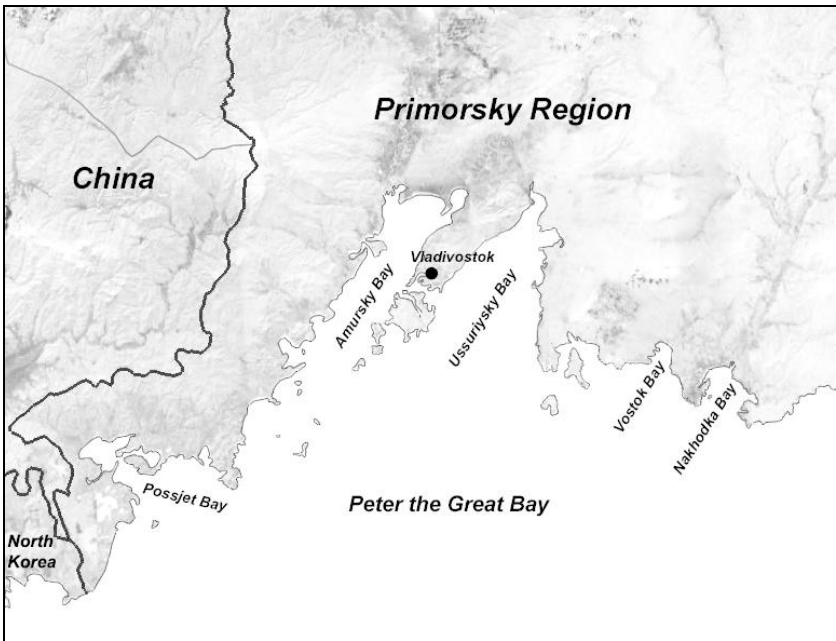 Primorsky Region
China
Vladivostok
Amursky Bay
Ussuriysky Bay
Vostok Bay
Nakhodka Bay
Possjet Bay
Peter the Great Bay
North
Korea